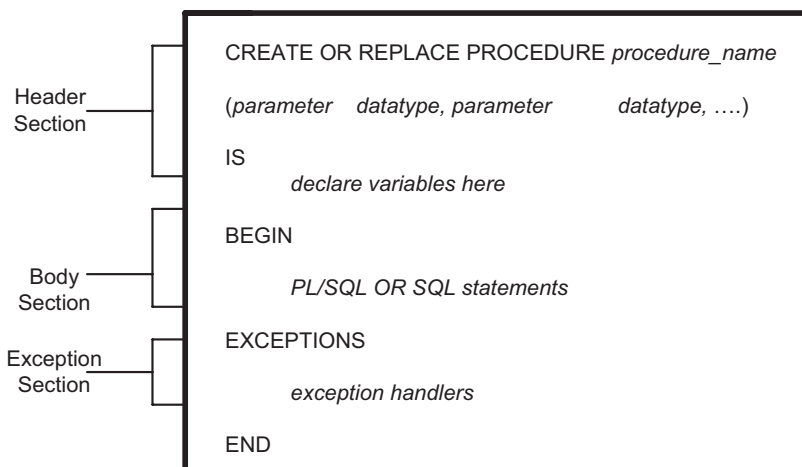 Header
Section
CREATE OR REPLACE PROCEDURE procedure_name
(parameter datatype, parameter datatype, ....)
IS
declare variables here
Body
Section
BEGIN
PL/SQL OR SQL statements
Exception
Section
EXCEPTIONS
exception handlers
END